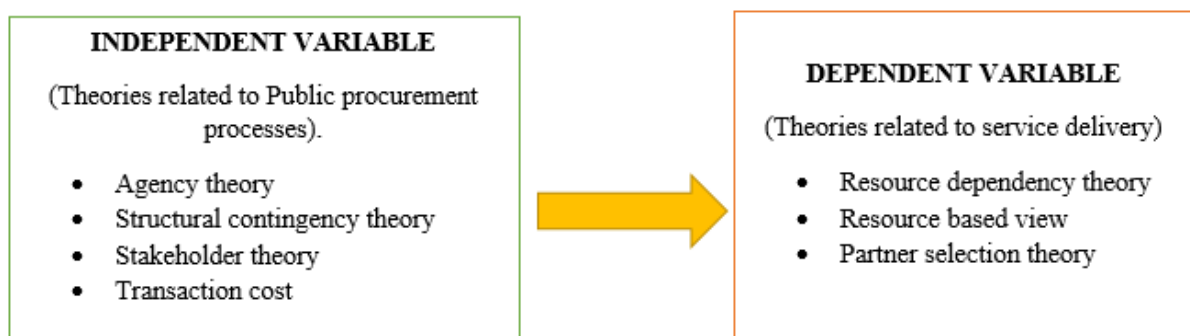 INDEPENDENT VARIABLE
(Theories related to Public procurement
processes).
• Agency theory
• Structural contingency theory
• Stakeholder theory
• Transaction cost
DEPENDENT VARIABLE
(Theories related to service delivery)
• Resource dependency theory
• Resource based view
• Partner selection theory